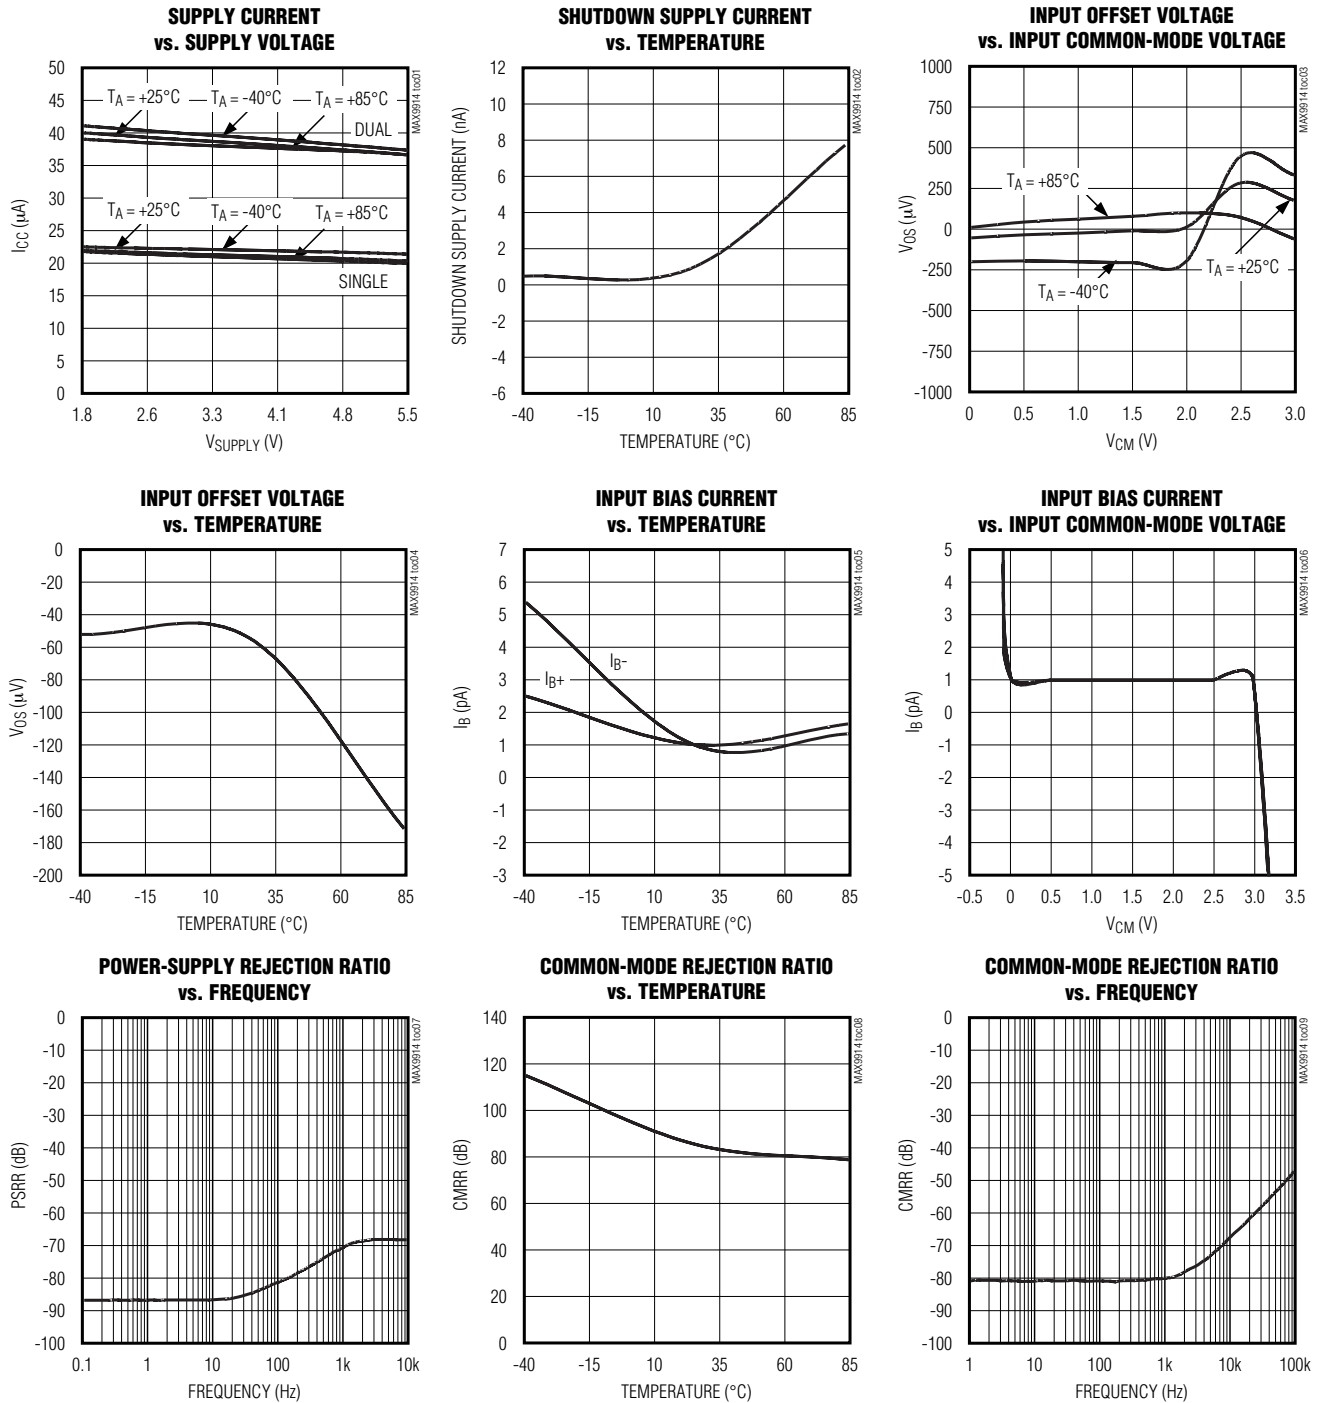 SUPPLY CURRENT
vs. SUPPLY VOLTAGE
50
45
40
35
30
25
20
15
10
5
0
ICC (μA)
TA = +25°C
TA = -40°C
TA = +85°C
DUAL
TA = +25°C
TA = -40°C
TA = +85°C
SINGLE
MAX9914 toc01
1.8 2.6 3.3 4.1 4.8 5.5
VSUPPLY (V)
SHUTDOWN SUPPLY CURRENT
vs. TEMPERATURE
12
10
8
6
4
2
0
-2
-4
-6
SHUTDOWN SUPPLY CURRENT (nA)
MAX9914 toc02
-40 -15 10 35 60 85
TEMPERATURE (°C)
INPUT OFFSET VOLTAGE
vs. INPUT COMMON-MODE VOLTAGE
1000
750
500
250
0
-250
-500
-750
-1000
VOS (μV)
TA = +85°C
TA = +25°C
TA = -40°C
MAX9914 toc03
0 0.5 1.0 1.5 2.0 2.5 3.0
VCM (V)
INPUT OFFSET VOLTAGE
vs. TEMPERATURE
0
-20
-40
-60
-80
-100
-120
-140
-160
-180
-200
VOS (μV)
MAX9914 toc04
-40 -15 10 35 60 85
TEMPERATURE (°C)
INPUT BIAS CURRENT
vs. TEMPERATURE
7
6
5
4
3
2
1
0
-1
-2
-3
IB (pA)
IB-
IB+
MAX9914 toc05
-40 -15 10 35 60 85
TEMPERATURE (°C)
INPUT BIAS CURRENT
vs. INPUT COMMON-MODE VOLTAGE
5
4
3
2
1
0
-1
-2
-3
-4
-5
IB (pA)
MAX9914 toc06
-0.5 0 0.5 1.0 1.5 2.0 2.5 3.0 3.5
VCM (V)
POWER-SUPPLY REJECTION RATIO
vs. FREQUENCY
0
-10
-20
-30
-40
-50
-60
-70
-80
-90
-100
PSRR (dB)
MAX9914 toc07
0.1 1 10 100 1k 10k
FREQUENCY (Hz)
COMMON-MODE REJECTION RATIO
vs. TEMPERATURE
140
120
100
80
60
40
20
0
CMRR (dB)
MAX9914 toc08
-40 -15 10 35 60 85
TEMPERATURE (°C)
COMMON-MODE REJECTION RATIO
vs. FREQUENCY
0
-10
-20
-30
-40
-50
-60
-70
-80
-90
-100
CMRR (dB)
MAX9914 toc09
1 10 100 1k 10k 100k
FREQUENCY (Hz)